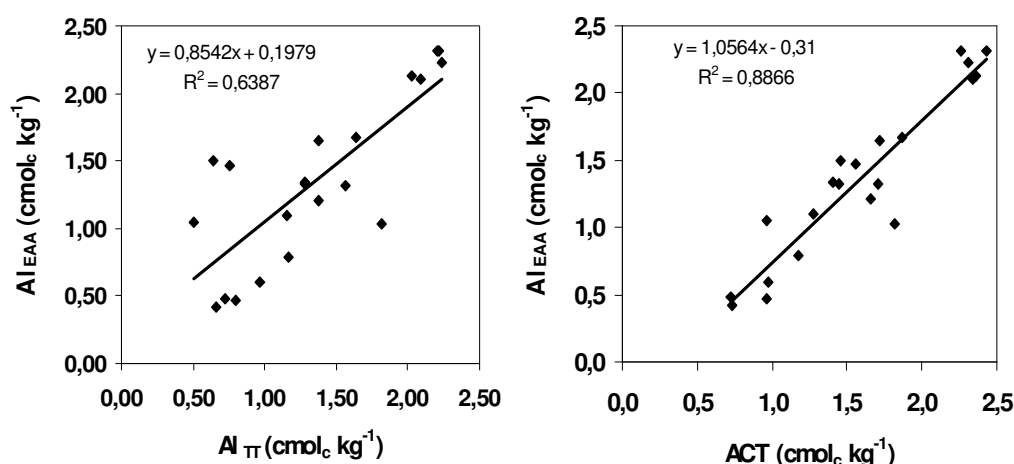 y = 0,8542x + 0,1979
R² = 0,6387
Al EAA (cmolc kg⁻¹)
2,50
2,00
1,50
1,00
0,50
0,00
0,00 0,50 1,00 1,50 2,00 2,50
Al TT (cmolc kg⁻¹)
y = 1,0564x - 0,31
R² = 0,8866
Al EAA (cmolc kg⁻¹)
2,5
2,0
1,5
1,0
0,5
0,0
0,0 0,5 1,0 1,5 2,0 2,5
ACT (cmolc kg⁻¹)